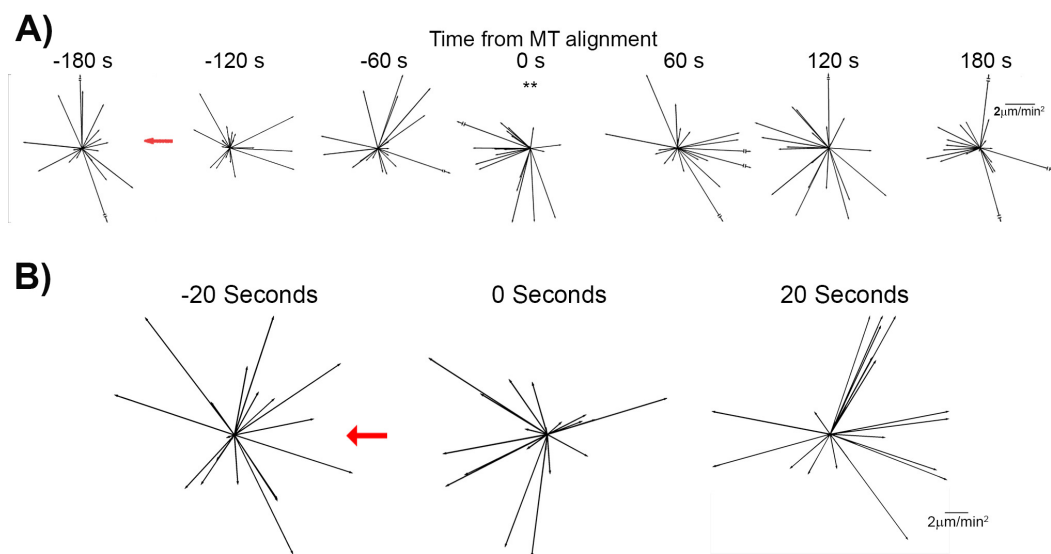 A)
Time from MT alignment
-180 s -120 s -60 s 0 s 60 s 120 s 180 s
**
2μm/min²
B)
-20 Seconds 0 Seconds 20 Seconds
2μm/min²